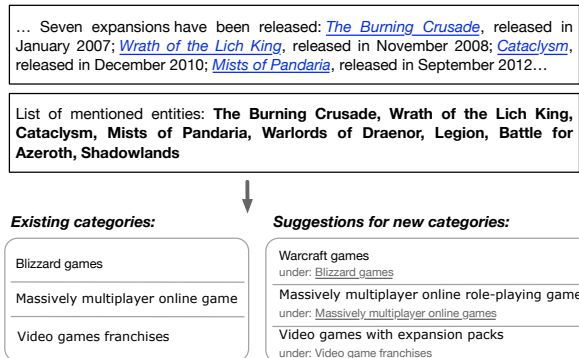 ... Seven expansions have been released: The Burning Crusade, released in
January 2007; Wrath of the Lich King, released in November 2008; Cataclysm,
released in December 2010; Mists of Pandaria, released in September 2012...
List of mentioned entities: The Burning Crusade, Wrath of the Lich King,
Cataclysm, Mists of Pandaria, Warlords of Draenor, Legion, Battle for
Azeroth, Shadowlands
Existing categories:
Blizzard games
Massively multiplayer online game
Video games franchises
Suggestions for new categories:
Warcraft games
under: Blizzard games
Massively multiplayer online role-playing game
under: Massively multiplayer online games
Video games with expansion packs
under: Video game franchises